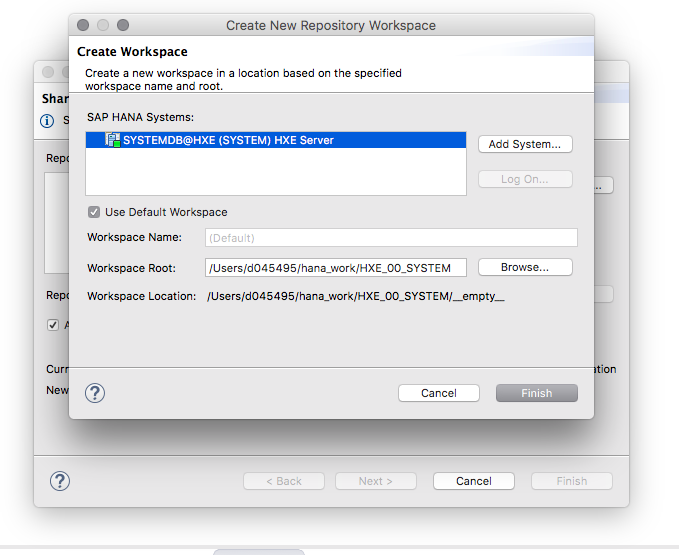 Create New Repository Workspace
Create Workspace
Create a new workspace in a location based on the specified
workspace name and root.
Shar
S
SAP HANA Systems:
SYSTEMDB@HXE (SYSTEM) HXE Server
Add System...
Repo
Log On...
...
Use Default Workspace
Workspace Name:
(Default)
Workspace Root:
/Users/d045495/hana_work/HXE_00_SYSTEM
Browse...
Repo
Workspace Location:
/Users/d045495/hana_work/HXE_00_SYSTEM/__empty__
A
Curr
ation
New
?
Cancel
Finish
?
< Back
Next >
Cancel
Finish